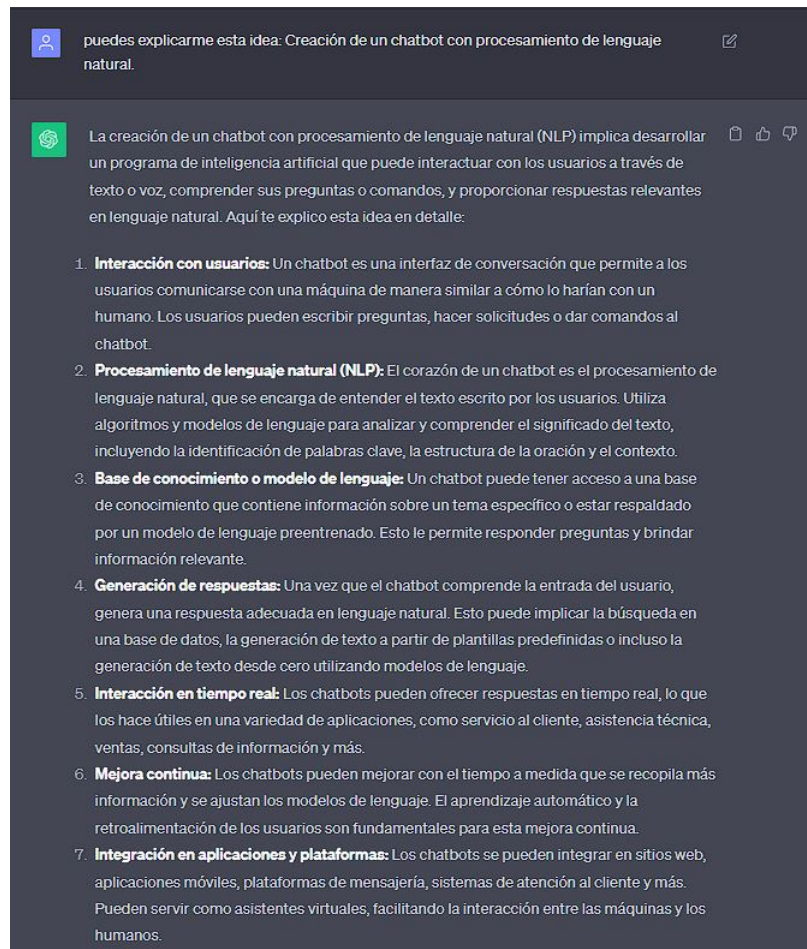 puedes explicarme esta idea: Creación de un chatbot con procesamiento de lenguaje
natural.
La creación de un chatbot con procesamiento de lenguaje natural (NLP) implica desarrollar
un programa de inteligencia artificial que puede interactuar con los usuarios a través de
texto o voz, comprender sus preguntas o comandos, y proporcionar respuestas relevantes
en lenguaje natural. Aquí te explico esta idea en detalle:
1. Interacción con usuarios: Un chatbot es una interfaz de conversación que permite a los
usuarios comunicarse con una máquina de manera similar a cómo lo harían con un
humano. Los usuarios pueden escribir preguntas, hacer solicitudes o dar comandos al
chatbot.
2. Procesamiento de lenguaje natural (NLP): El corazón de un chatbot es el procesamiento de
lenguaje natural, que se encarga de entender el texto escrito por los usuarios. Utiliza
algoritmos y modelos de lenguaje para analizar y comprender el significado del texto,
incluyendo la identificación de palabras clave, la estructura de la oración y el contexto.
3. Base de conocimiento o modelo de lenguaje: Un chatbot puede tener acceso a una base
de conocimiento que contiene información sobre un tema específico o estar respaldado
por un modelo de lenguaje preentrenado. Esto le permite responder preguntas y brindar
información relevante.
4. Generación de respuestas: Una vez que el chatbot comprende la entrada del usuario,
genera una respuesta adecuada en lenguaje natural. Esto puede implicar la búsqueda en
una base de datos, la generación de texto a partir de plantillas predefinidas o incluso la
generación de texto desde cero utilizando modelos de lenguaje.
5. Interacción en tiempo real: Los chatbots pueden ofrecer respuestas en tiempo real, lo que
los hace útiles en una variedad de aplicaciones, como servicio al cliente, asistencia técnica,
ventas, consultas de información y más.
6. Mejora continua: Los chatbots pueden mejorar con el tiempo a medida que se recopila más
información y se ajustan los modelos de lenguaje. El aprendizaje automático y la
retroalimentación de los usuarios son fundamentales para esta mejora continua.
7. Integración en aplicaciones y plataformas: Los chatbots se pueden integrar en sitios web,
aplicaciones móviles, plataformas de mensajería, sistemas de atención al cliente y más.
Pueden servir como asistentes virtuales, facilitando la interacción entre las máquinas y los
humanos.